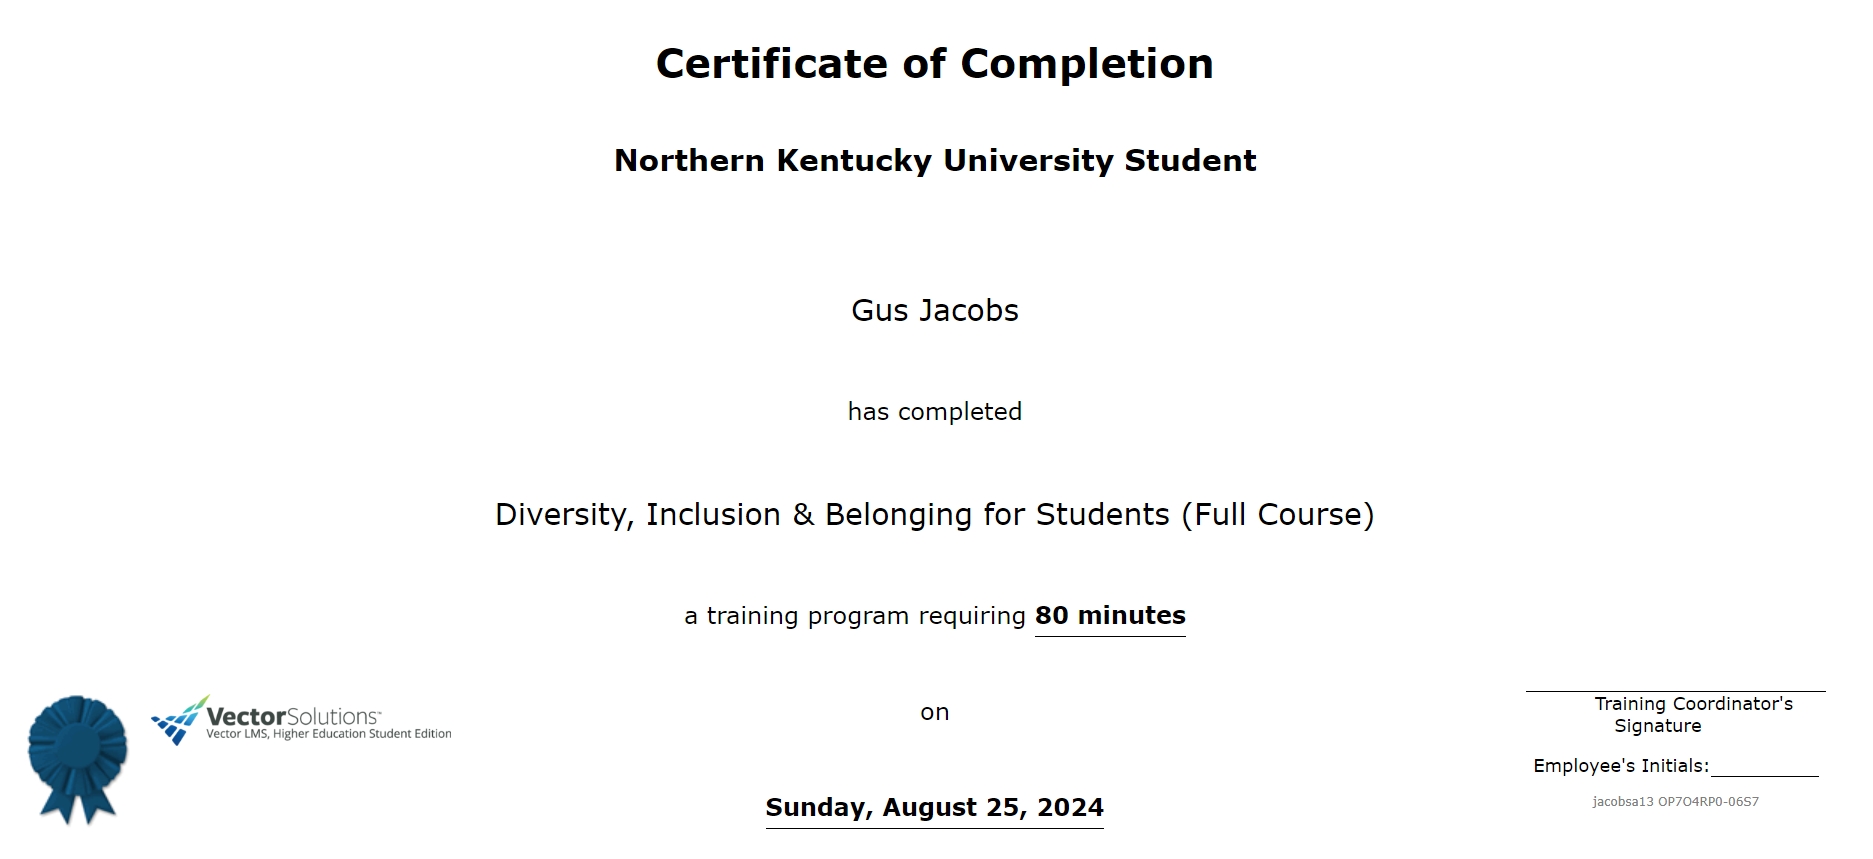 Certificate of Completion
Northern Kentucky University Student
Gus Jacobs
has completed
Diversity, Inclusion & Belonging for Students (Full Course)
a training program requiring 80 minutes
on
Sunday, August 25, 2024
VectorSolutions™
Vector LMS, Higher Education Student Edition
Training Coordinator's
Signature
Employee's Initials:
jacobsa13 OP7O4RP0-06S7